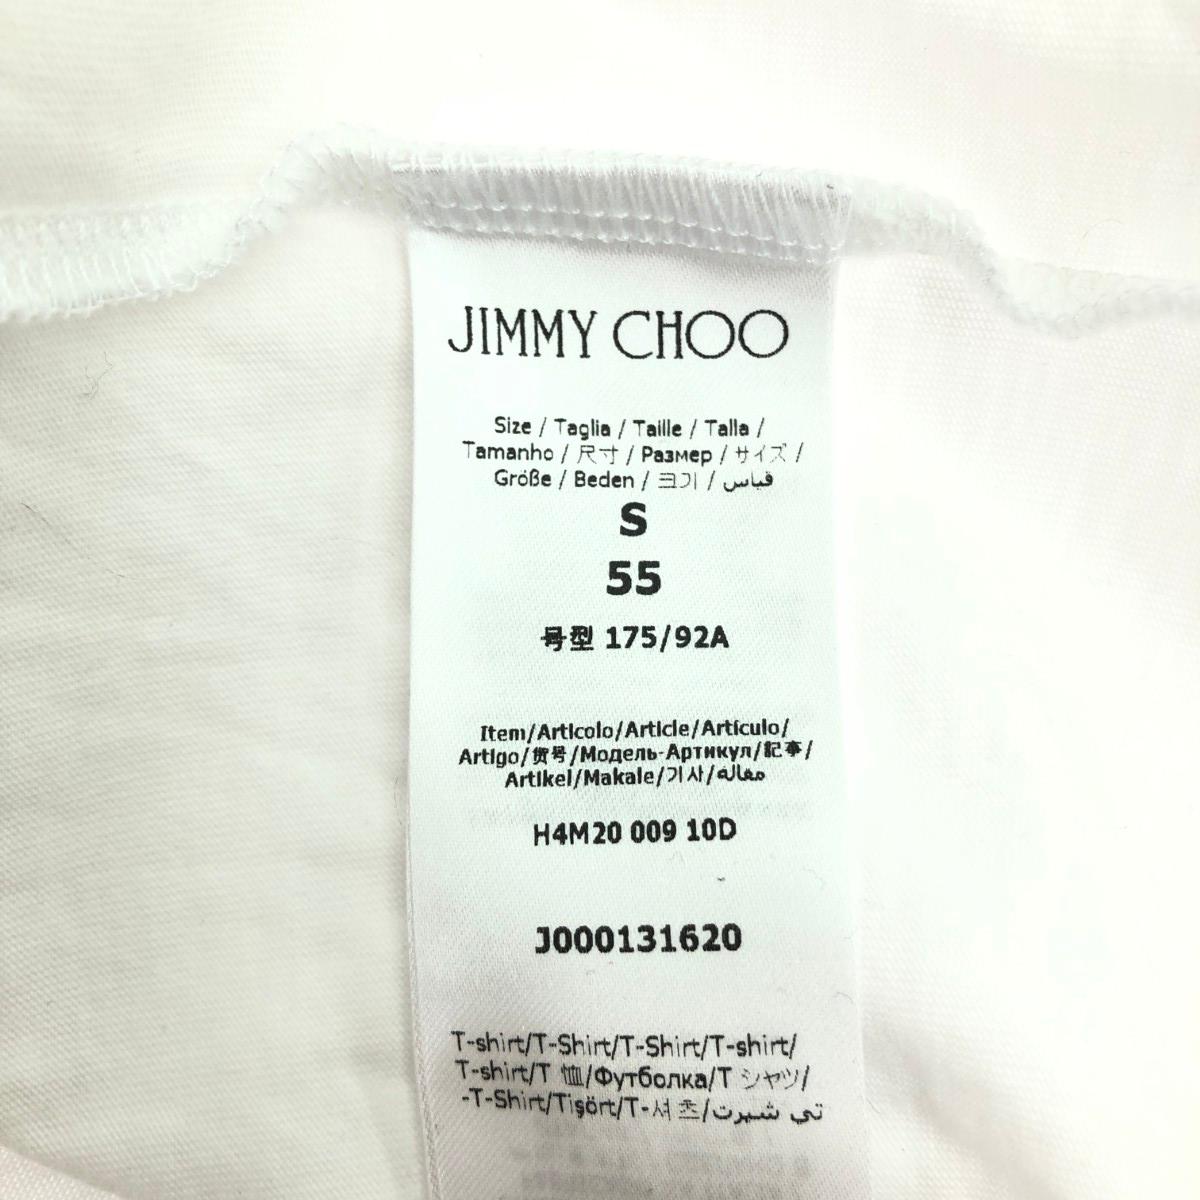 JIMMY CHOO
Size / Taglia / Taille / Talla /
Tamanho / 尺寸 / Размер / サイズ /
Größe / Beden / 크기 / قياس
S
55
号型 175/92A
Item/Articolo/Article/Artículo/
Artigo/货号/Модель-Артикул/記事/
Artikel/Makale/기사/مقالة
H4M20 009 10D
J000131620
T-shirt/T-Shirt/T-Shirt/T-shirt/
T-shirt/T 恤/Футболка/T シャツ/
-T-Shirt/Tişört/T-셔츠/تي شيرت